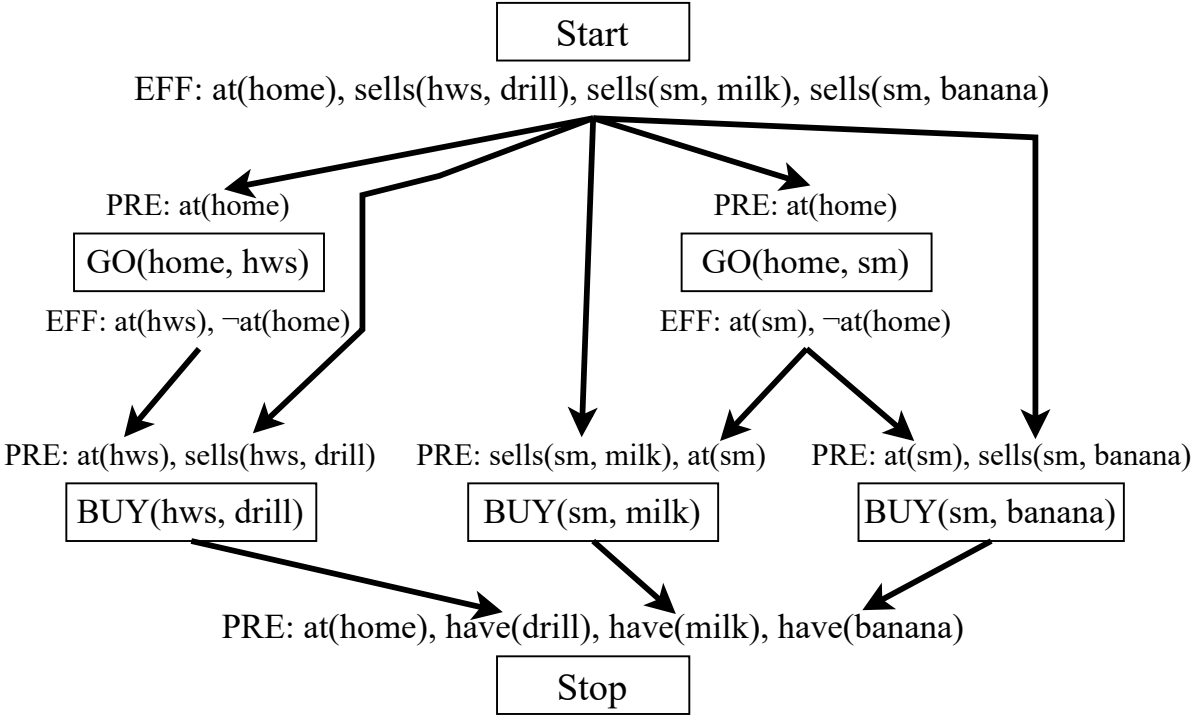 Start
EFF: at(home), sells(hws, drill), sells(sm, milk), sells(sm, banana)
PRE: at(home)
PRE: at(home)
GO(home, hws)
GO(home, sm)
EFF: at(hws), ¬at(home)
EFF: at(sm), ¬at(home)
PRE: at(hws), sells(hws, drill)
PRE: sells(sm, milk), at(sm)
PRE: at(sm), sells(sm, banana)
BUY(hws, drill)
BUY(sm, milk)
BUY(sm, banana)
PRE: at(home), have(drill), have(milk), have(banana)
Stop